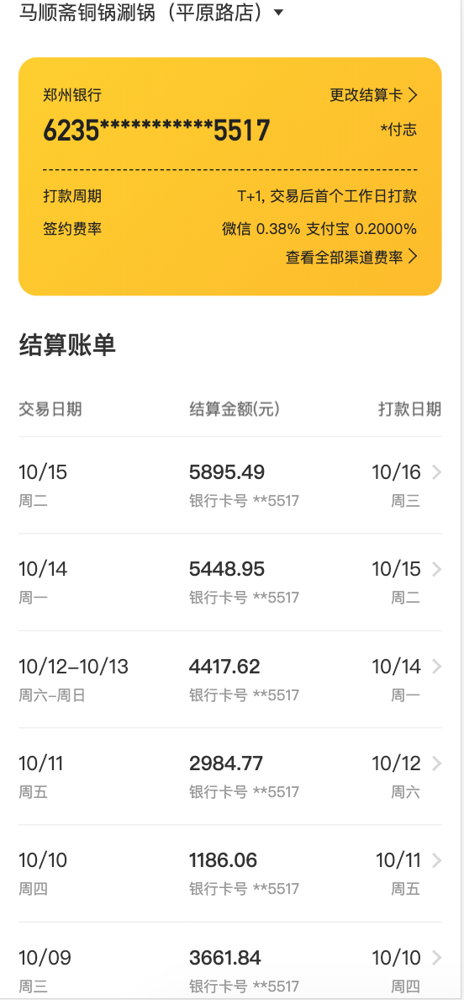 马顺斋铜锅涮锅（平原路店）
郑州银行 更改结算卡
6235***********5517 *付志
打款周期 T+1, 交易后首个工作日打款
签约费率 微信 0.38% 支付宝 0.2000%
查看全部渠道费率
结算账单
交易日期 结算金额(元) 打款日期
10/15 5895.49 10/16
周二 银行卡号 **5517 周三
10/14 5448.95 10/15
周一 银行卡号 **5517 周二
10/12–10/13 4417.62 10/14
周六–周日 银行卡号 **5517 周一
10/11 2984.77 10/12
周五 银行卡号 **5517 周六
10/10 1186.06 10/11
周四 银行卡号 **5517 周五
10/09 3661.84 10/10
周三 银行卡号 **5517 周四